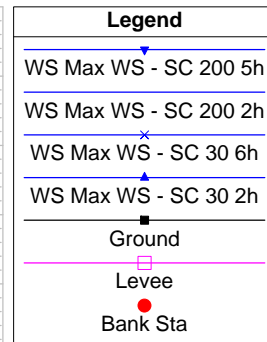 Legend
WS Max WS - SC 200 5h
WS Max WS - SC 200 2h
WS Max WS - SC 30 6h
WS Max WS - SC 30 2h
Ground
Levee
Bank Sta